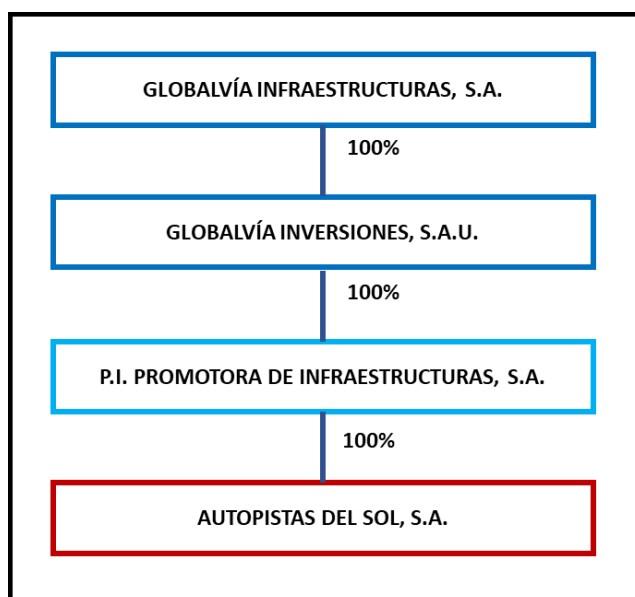 GLOBALVÍA INFRAESTRUCTURAS, S.A.
100%
GLOBALVÍA INVERSIONES, S.A.U.
100%
P.I. PROMOTORA DE INFRAESTRUCTURAS, S.A.
100%
AUTOPISTAS DEL SOL, S.A.